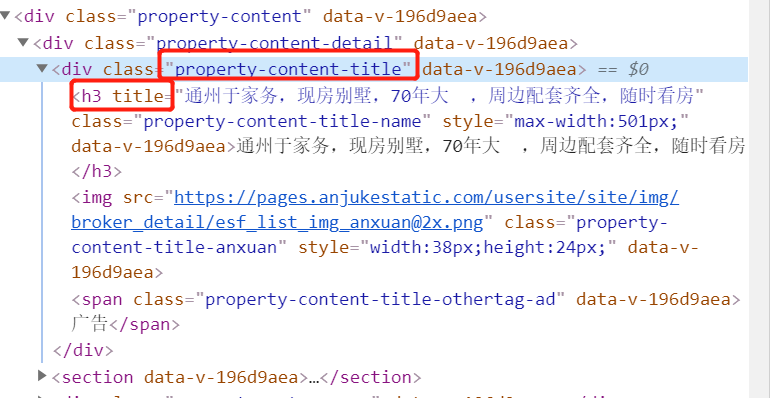 <div class="property-content" data-v-196d9aea>
<div class="property-content-detail" data-v-196d9aea>
<div class="property-content-title" data-v-196d9aea> == $0
<h3 title="通州于家务，现房别墅，70年大　，周边配套齐全，随时看房"
class="property-content-title-name" style="max-width:501px;"
data-v-196d9aea>通州于家务，现房别墅，70年大　，周边配套齐全，随时看房
</h3>
<img src="https://pages.anjukestatic.com/usersite/site/img/
broker_detail/esf_list_img_anxuan@2x.png" class="property-
content-title-anxuan" style="width:38px;height:24px;" data-v-
196d9aea>
<span class="property-content-title-othertag-ad" data-v-196d9aea>
广告</span>
</div>
<section data-v-196d9aea>…</section>